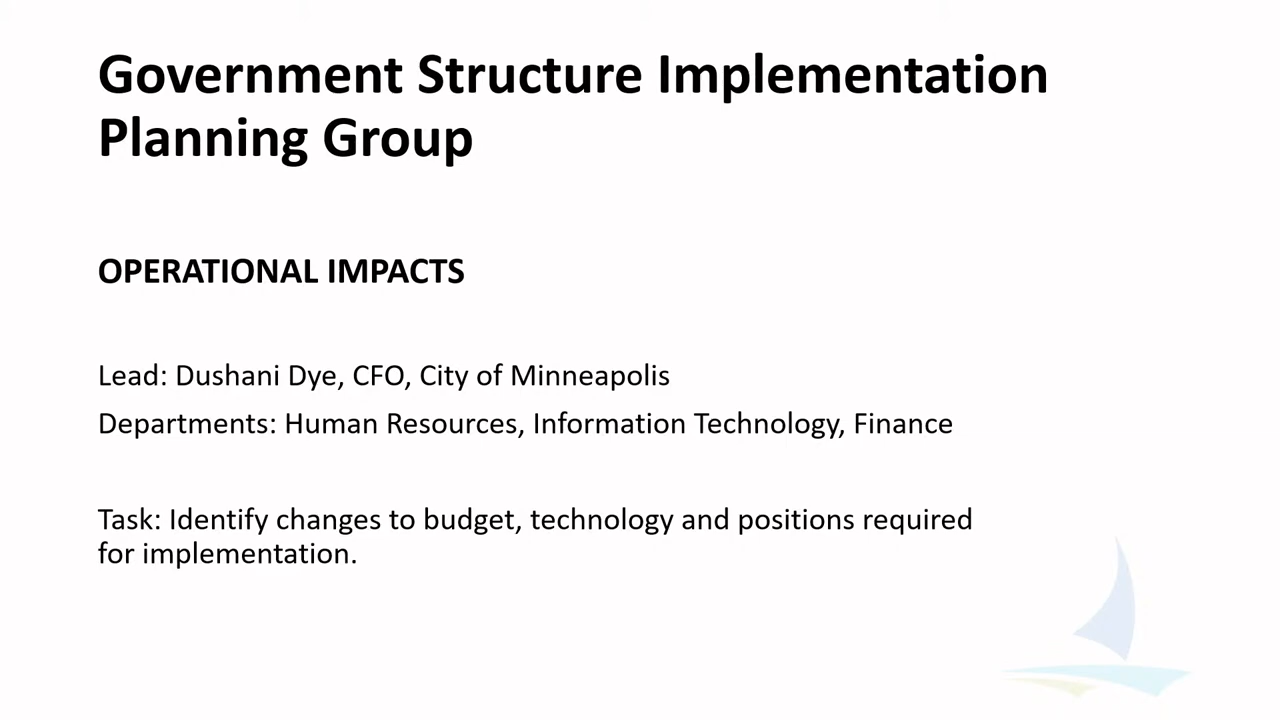 Government Structure Implementation
Planning Group
OPERATIONAL IMPACTS
Lead: Dushani Dye, CFO, City of Minneapolis
Departments: Human Resources, Information Technology, Finance
Task: Identify changes to budget, technology and positions required
for implementation.